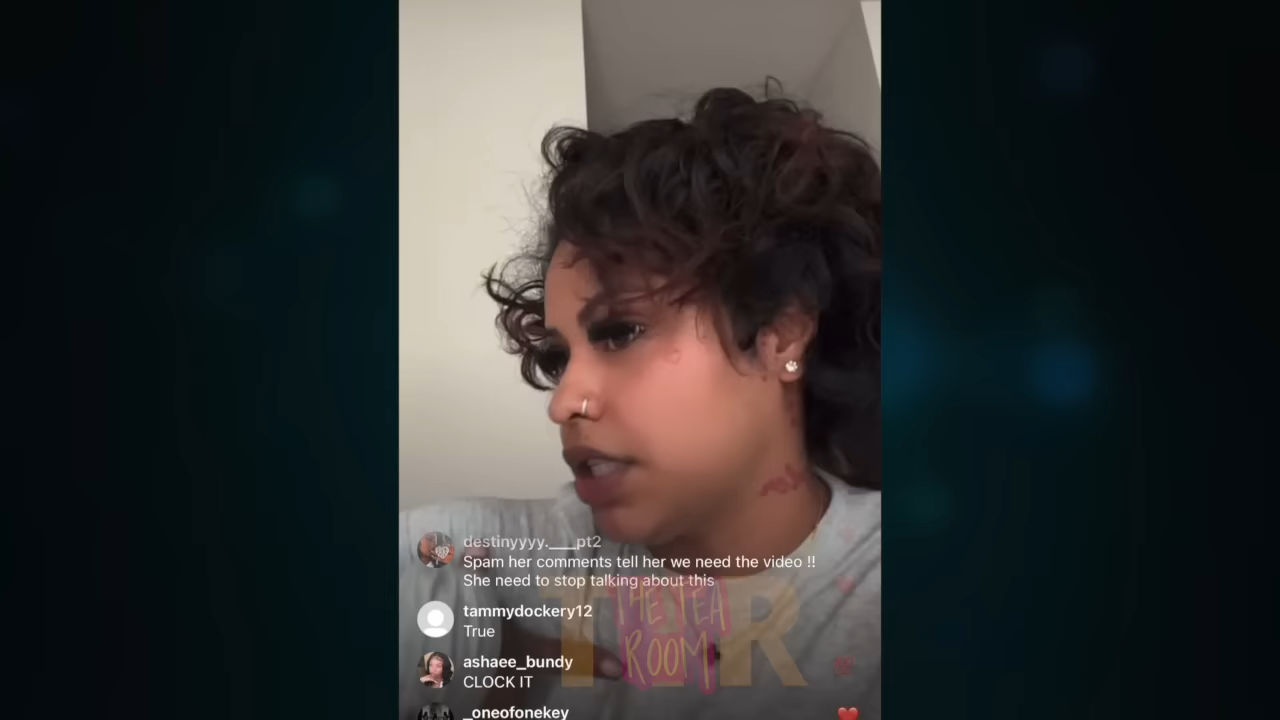 destinyyyy.___pt2
Spam her comments tell her we need the video !!
She need to stop talking about this
tammydockery12
True
THE TEA
ROOM
T R
ashaee_bundy
CLOCK IT
_oneofonekey